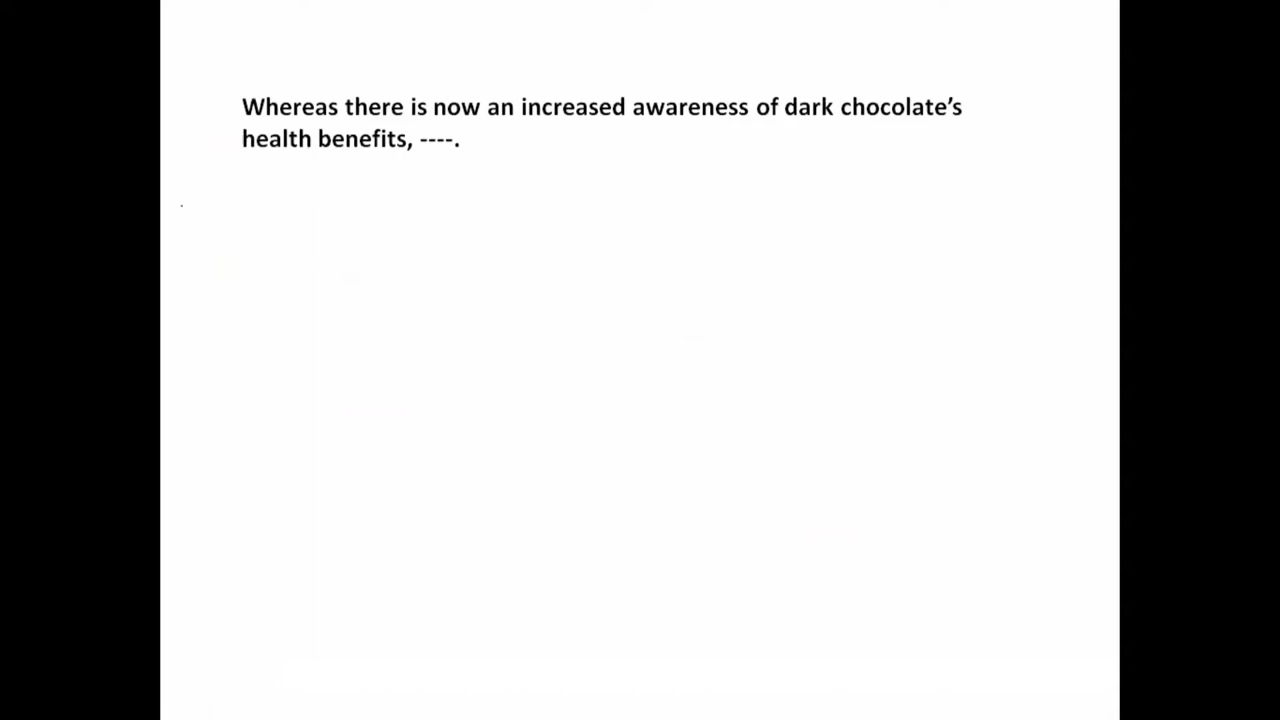 Whereas there is now an increased awareness of dark chocolate’s
health benefits, ----.